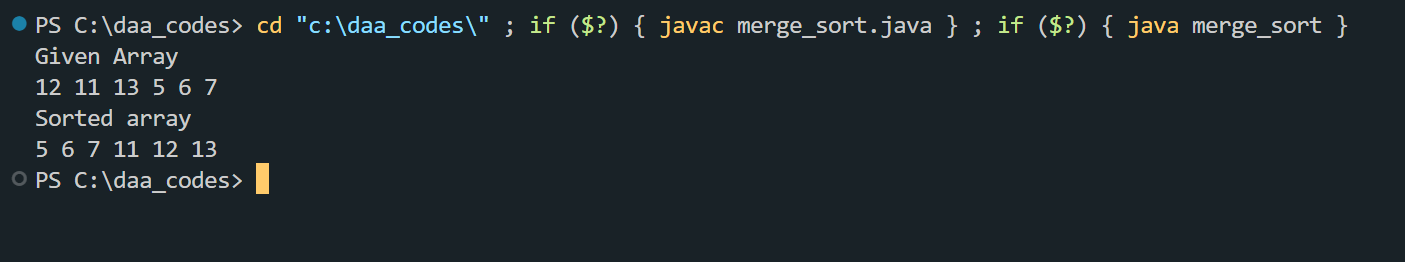 PS C:\daa_codes> cd "c:\daa_codes\" ; if ($?) { javac merge_sort.java } ; if ($?) { java merge_sort }
Given Array
12 11 13 5 6 7
Sorted array
5 6 7 11 12 13
PS C:\daa_codes>